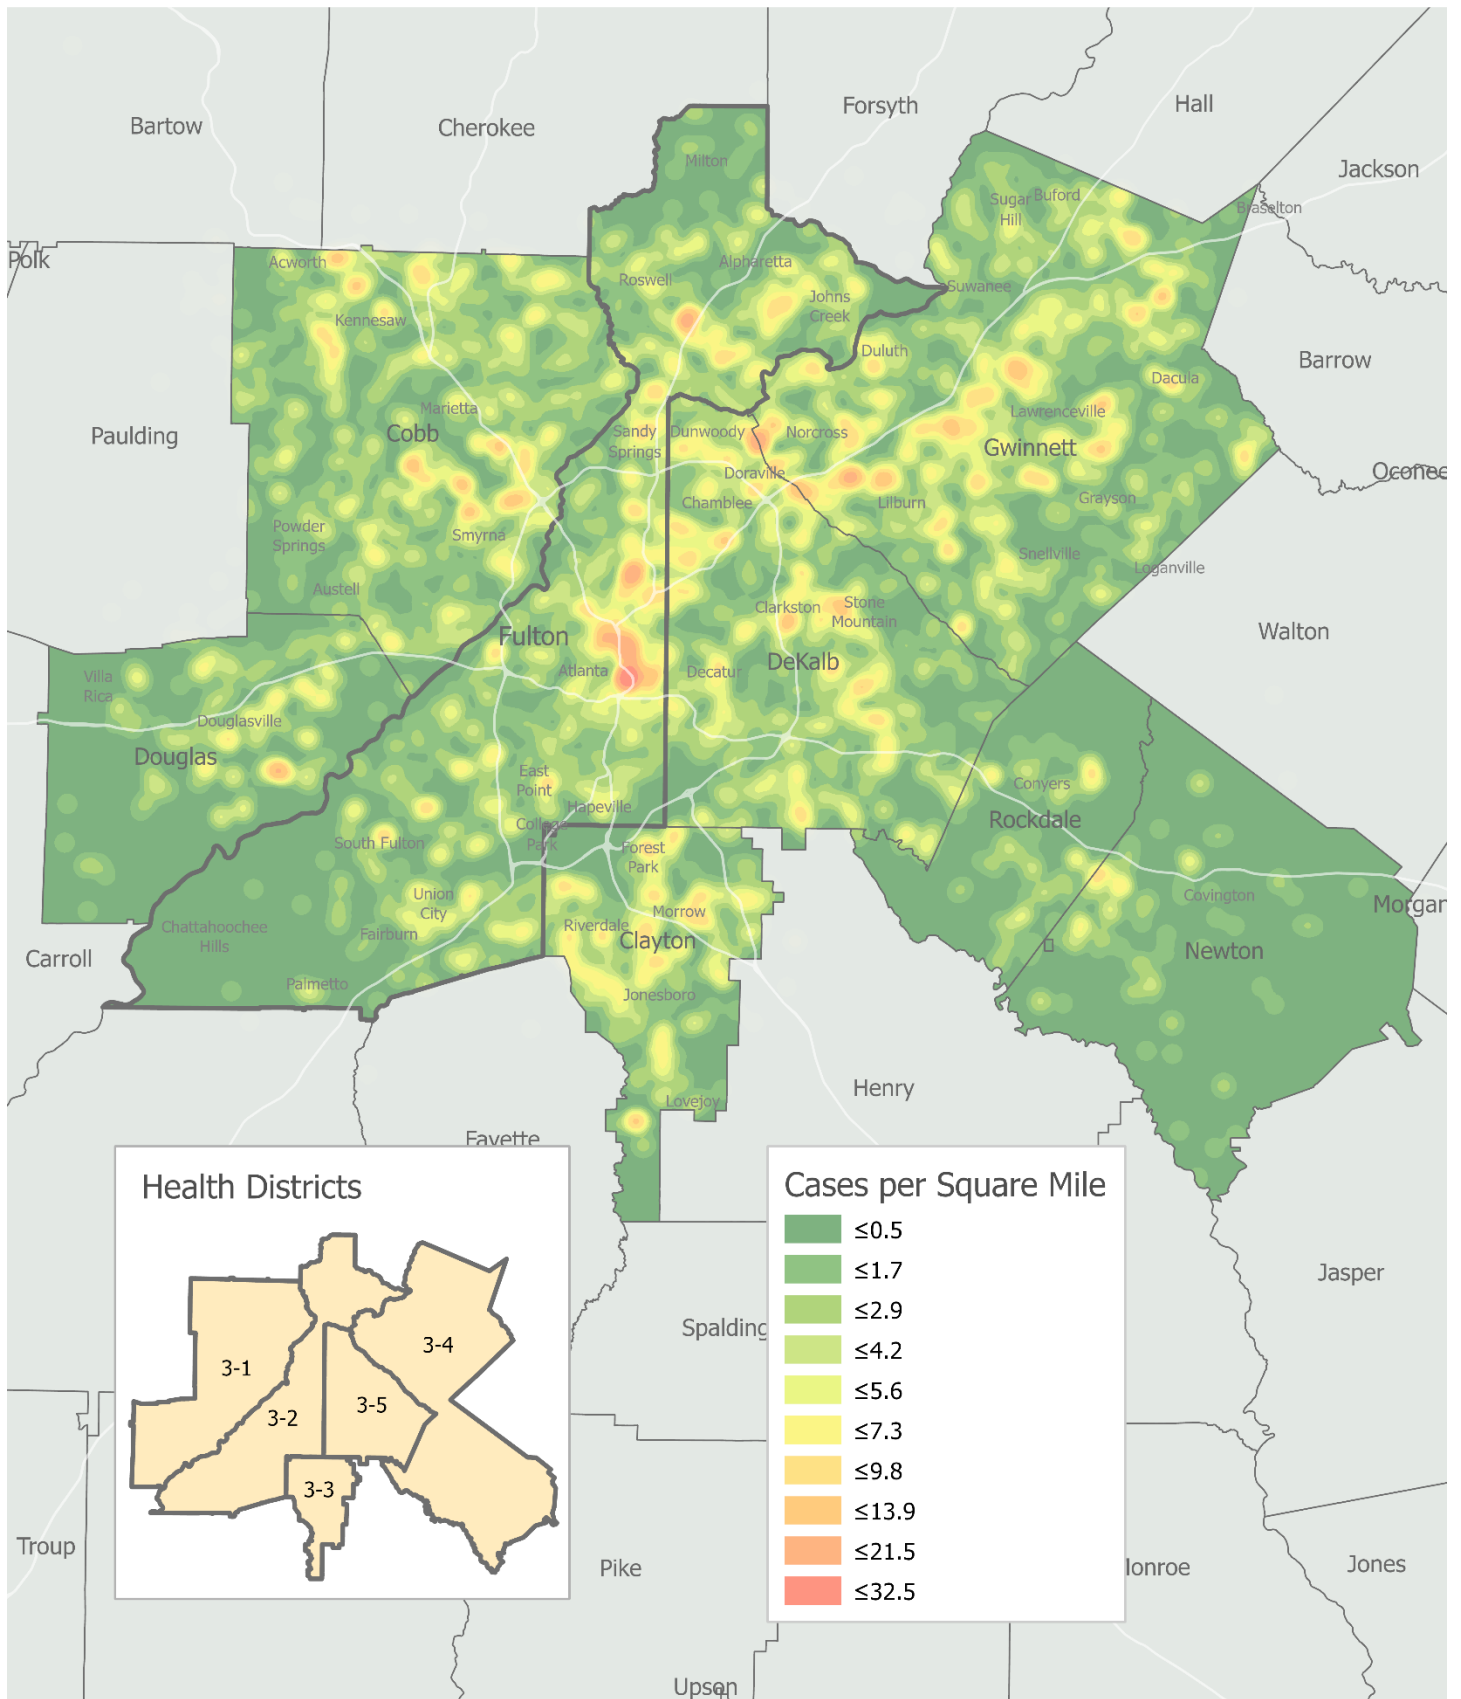 Forsyth
Hall
Bartow
Cherokee
Milton
Jackson
Sugar
Hill
Buford
Braselton
Polk
Acworth
Roswell
Alpharetta
Johns
Creek
Suwanee
Kennesaw
Duluth
Barrow
Dacula
Marietta
Cobb
Paulding
Sandy
Springs
Dunwoody
Norcross
Lawrenceville
Gwinnett
Doraville
Oconee
Chamblee
Lilburn
Grayson
Powder
Springs
Smyrna
Snellville
Loganville
Austell
Clarkston
Stone
Mountain
Walton
Fulton
Atlanta
Decatur
DeKalb
Villa
Rica
Douglasville
Douglas
East
Point
Conyers
Hapeville
Rockdale
College
Park
South Fulton
Forest
Park
Union
City
Covington
Morgan
Morrow
Riverdale
Chattahoochee
Hills
Fairburn
Clayton
Newton
Carroll
Palmetto
Jonesboro
Henry
Lovejoy
Fayette
Health Districts
3-1
3-2
3-3
3-4
3-5
Cases per Square Mile
≤0.5
≤1.7
≤2.9
≤4.2
≤5.6
≤7.3
≤9.8
≤13.9
≤21.5
≤32.5
Jasper
Spalding
Troup
Pike
Jones
Upson